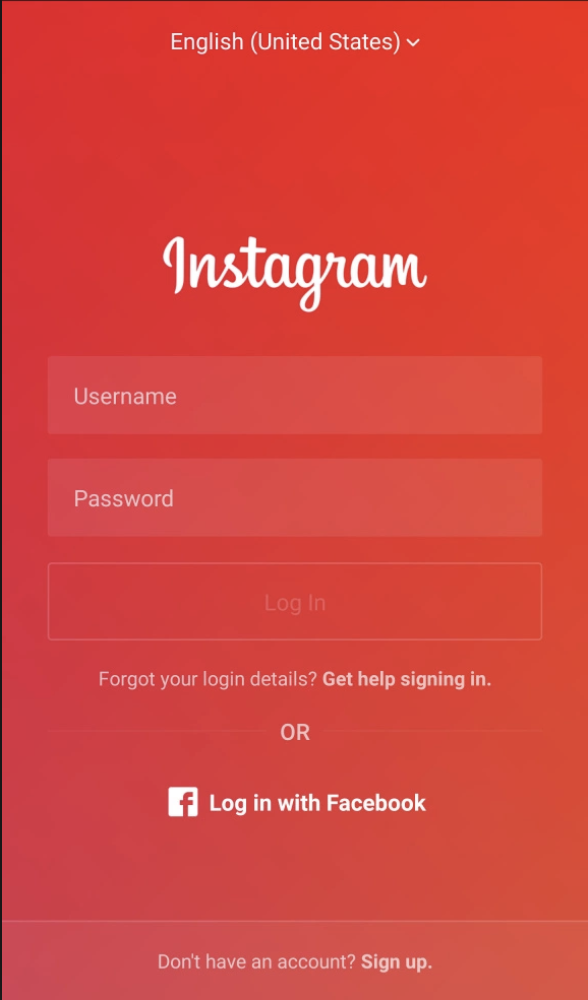 English (United States)
Instagram
Username
Password
Log In
Forgot your login details? Get help signing in.
OR
Log in with Facebook
Don't have an account? Sign up.